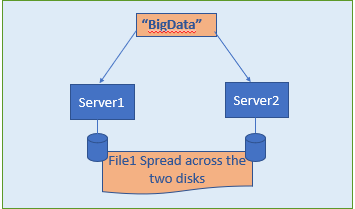 “BigData”
Server1
Server2
File1 Spread across the
two disks